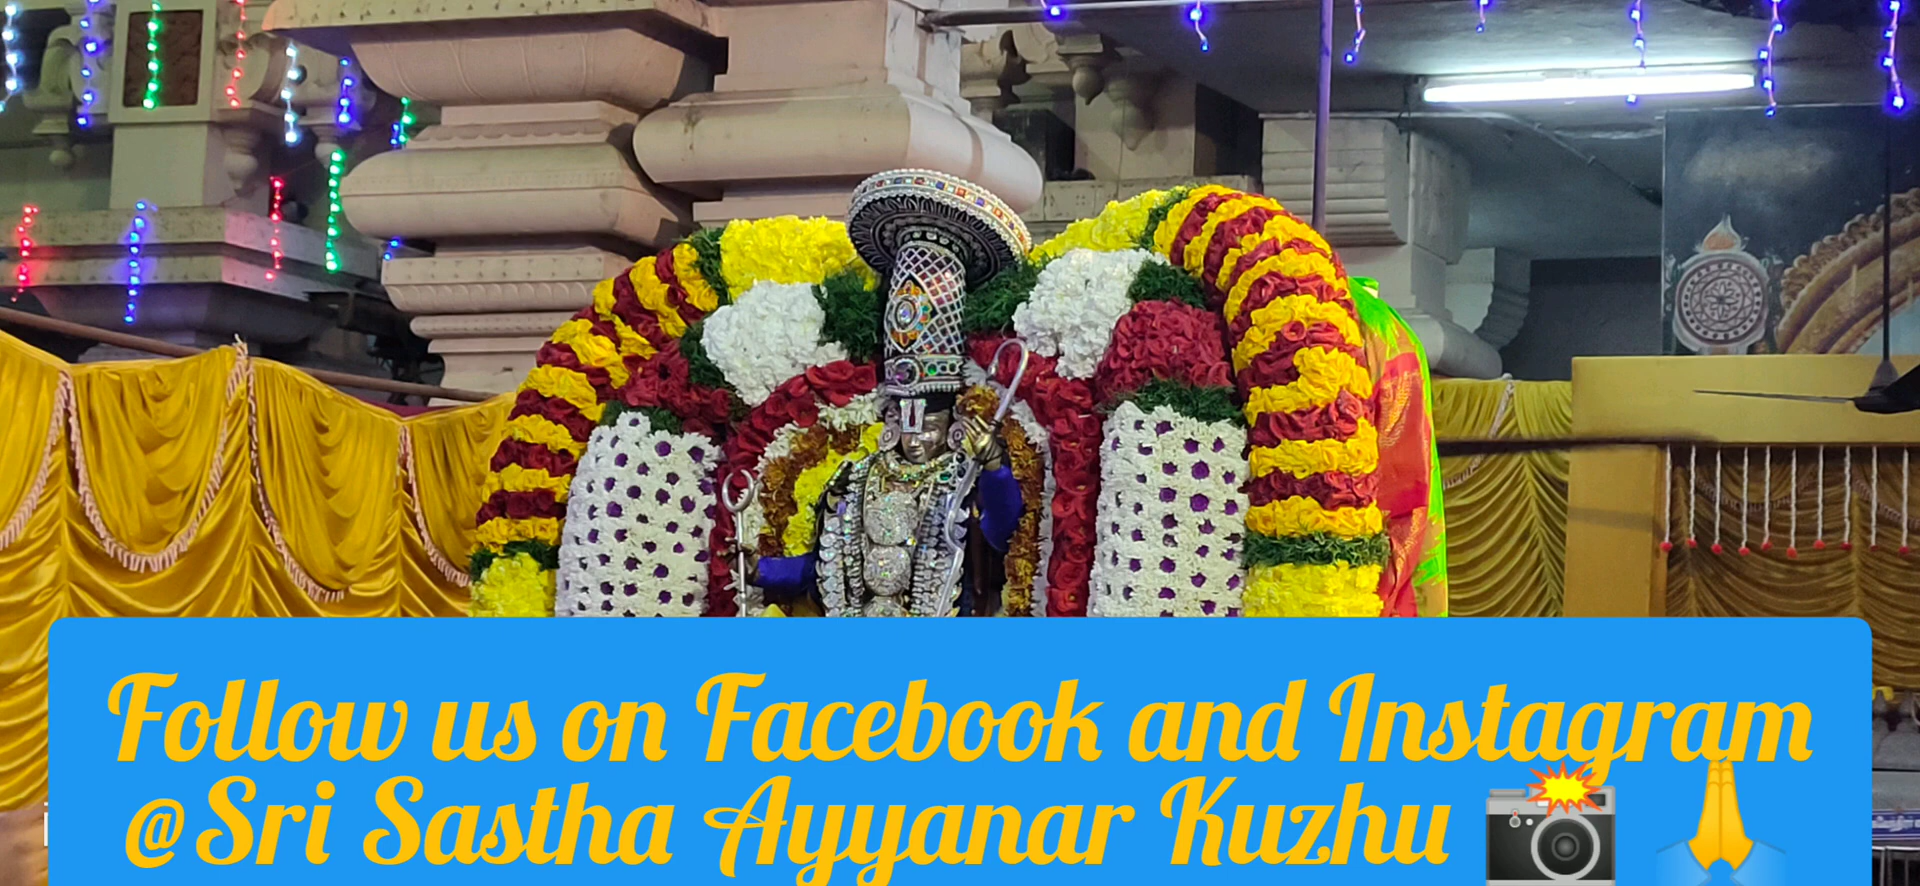 Follow us on Facebook and Instagram
@Sri Sastha Ayyanar Kuzhu 📸 🙏